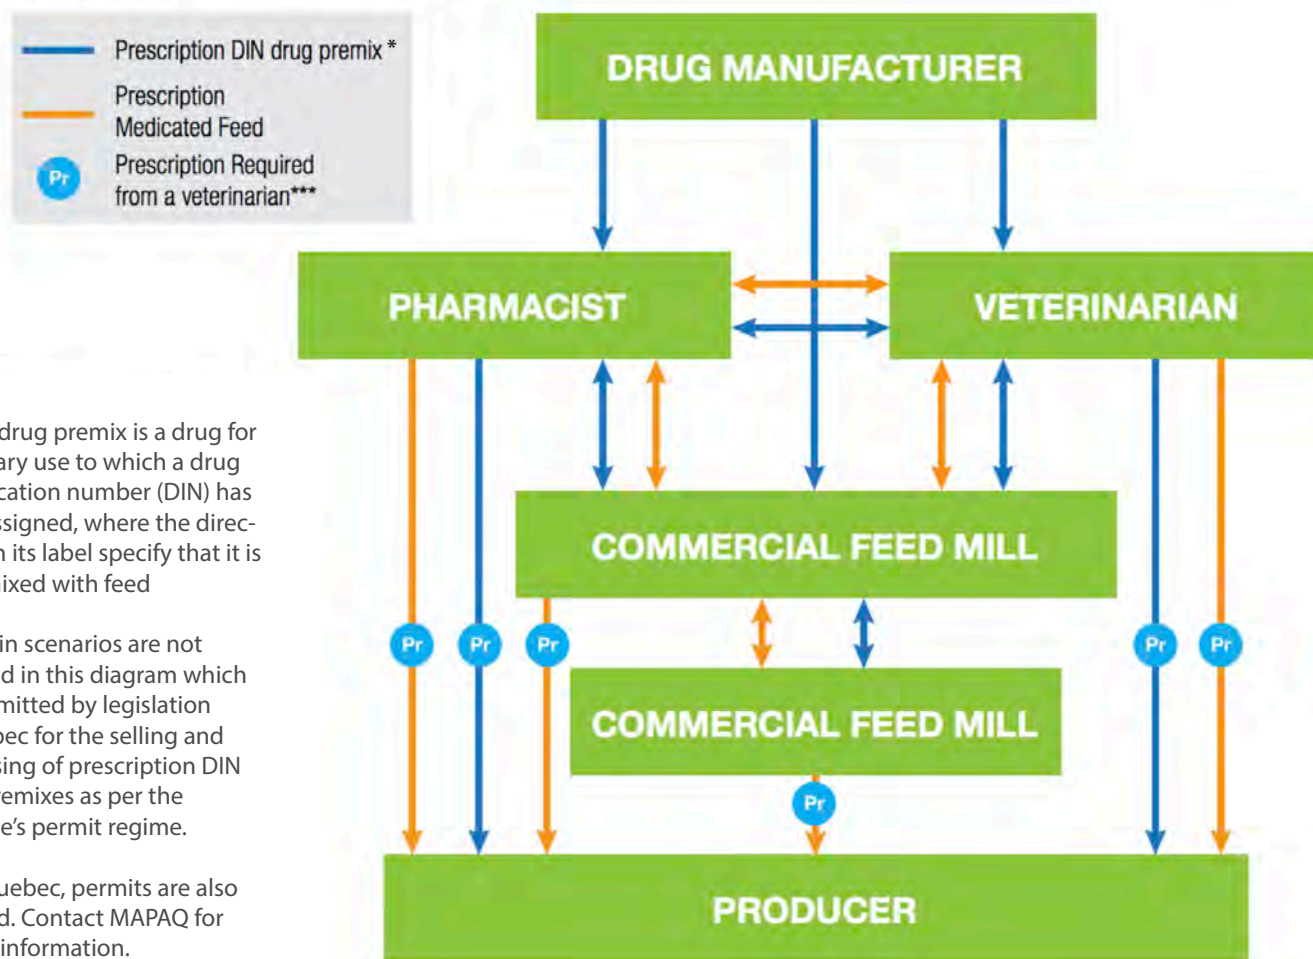 Prescription DIN drug premix *
Prescription
Medicated Feed
Pr
Prescription Required
from a veterinarian***
DRUG MANUFACTURER
PHARMACIST
VETERINARIAN
COMMERCIAL FEED MILL
Pr
Pr
Pr
Pr
Pr
COMMERCIAL FEED MILL
Pr
PRODUCER
drug premix is a drug for
ary use to which a drug
cation number (DIN) has
ssigned, where the direc-
n its label specify that it is
nixed with feed
in scenarios are not
d in this diagram which
mitted by legislation
bec for the selling and
sing of prescription DIN
remixes as per the
e's permit regime.
uebec, permits are also
d. Contact MAPAQ for
information.